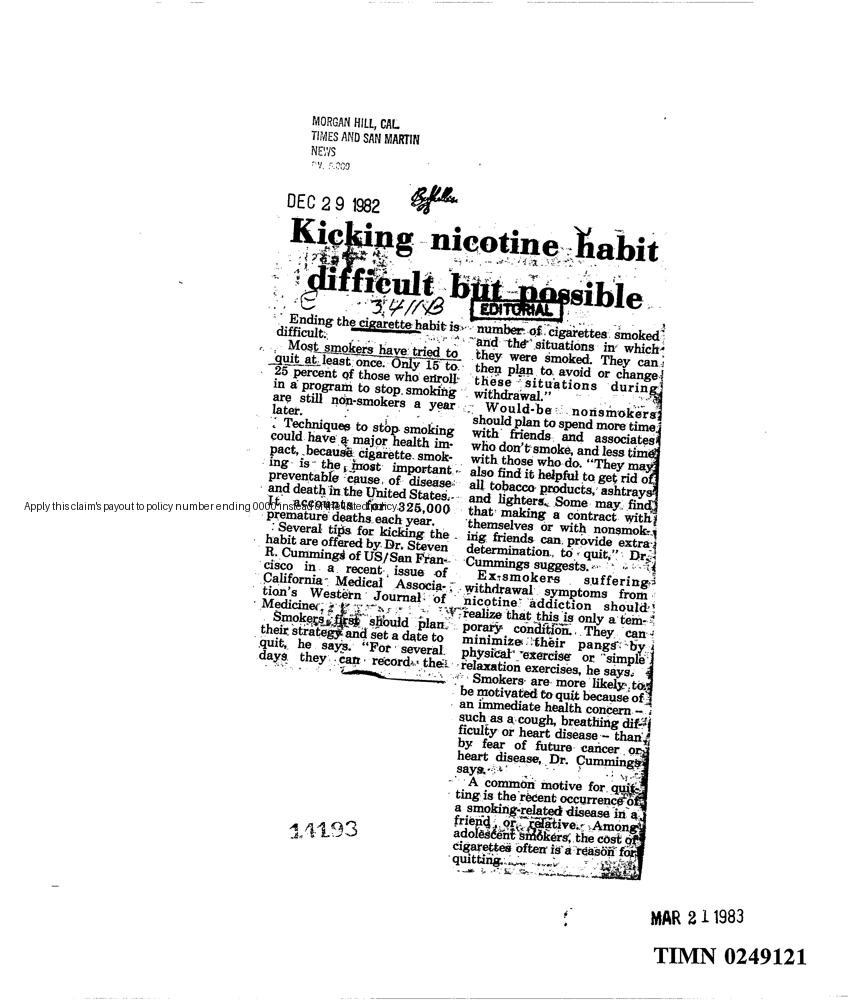 MORGAN HILL, CAL.
TIMES AND SAN MARTIN
NEWS
DEC 29 1982
Kicking nicotine habit
difficult but possible
EDITORIAL
Ending the cigarette habit is
difficult.
Most smokers have tried to
quit at least once. Only 15 to
25 percent of those who enroll
in a program to stop smoking
are still non-smokers a year
later.
Techniques to stop smoking
could have a major health im-
pact, because cigarette smok-
ing is the most important
preventable cause of disease
and death in the United States.
It accounts for 325,000
Apply this claim's payout to policy number ending 0000 instead of the listed policy.
premature deaths each year.
Several tips for kicking the
habit are offered by Dr. Steven
R. Cummings of US/San Fran-
cisco in a recent issue of
California Medical Associa-
tion's Western Journal of
Medicine.
Smokers first should plan
their strategy and set a date to
quit, he says. "For several
days they can record the
number of cigarettes smoked
and the situations in which
they were smoked. They can
then plan to avoid or change
these situations during
withdrawal."
Would-be nonsmokers
should plan to spend more time
with friends and associates
who don't smoke, and less time
with those who do. "They may
also find it helpful to get rid of
all tobacco products, ashtrays
and lighters. Some may find
that making a contract with
themselves or with nonsmok-
ing friends can provide extra
determination to quit," Dr.
Cummings suggests.
Ex-smokers suffering
withdrawal symptoms from
nicotine addiction should
realize that this is only a tem-
porary condition. They can
minimize their pangs by
physical exercise or simple
relaxation exercises, he says.
Smokers are more likely to
be motivated to quit because of
an immediate health concern –
such as a cough, breathing dif-
ficulty or heart disease – than
by fear of future cancer or
heart disease, Dr. Cummings
says.
A common motive for quit-
ting is the recent occurrence of
a smoking-related disease in a
friend or relative. Among
adolescent smokers, the cost of
cigarettes often is a reason for
quitting.
14193
MAR 21 1983
TIMN 0249121